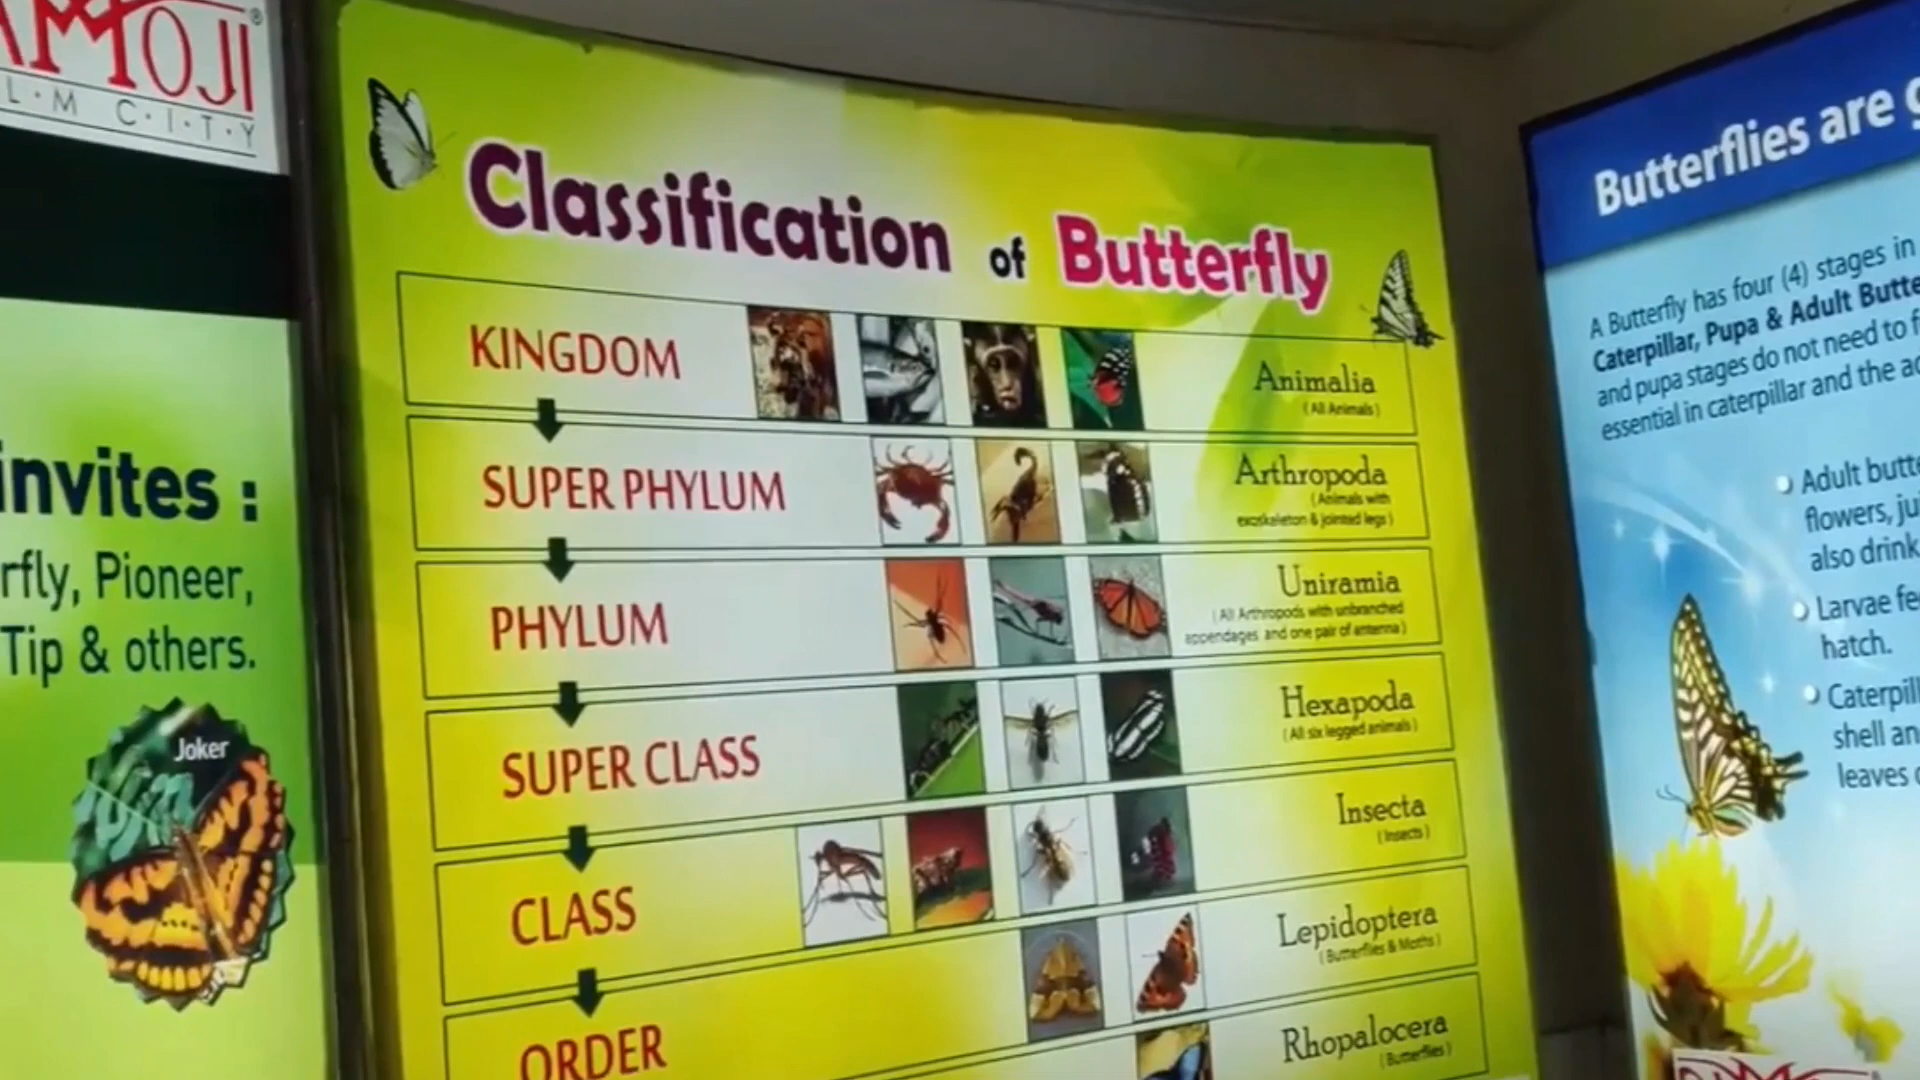 AMOJI®
L·M C·I·T·Y
invites :
rfly, Pioneer,
Tip & others.
Joker
Classification of Butterfly
KINGDOM
Animalia
( All Animals )
SUPER PHYLUM
Arthropoda
( Animals with
exoskeleton & jointed legs )
PHYLUM
Uniramia
( All Arthropods with unbranched
appendages and one pair of antenna )
SUPER CLASS
Hexapoda
( All six legged animals )
CLASS
Insecta
( Insects )
ORDER
Lepidoptera
( Butterflies & Moths )
Rhopalocera
( Butterflies )
Butterflies are g
A Butterfly has four (4) stages in
Caterpillar, Pupa & Adult Butte
and pupa stages do not need to f
essential in caterpillar and the ad
Adult butte
flowers, ju
also drink
Larvae fee
hatch.
Caterpill
shell an
leaves